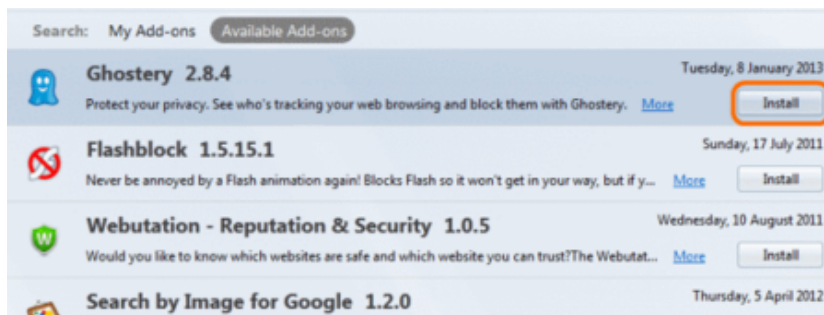 Search: My Add-ons Available Add-ons
Ghostery 2.8.4 Tuesday, 8 January 2013
Protect your privacy. See who's tracking your web browsing and block them with Ghostery. More Install
Flashblock 1.5.15.1 Sunday, 17 July 2011
Never be annoyed by a Flash animation again! Blocks Flash so it won't get in your way, but if y... More Install
Webutation - Reputation & Security 1.0.5 Wednesday, 10 August 2011
W
Would you like to know which websites are safe and which website you can trust?The Webutat... More Install
Search by Image for Google 1.2.0 Thursday, 5 April 2012